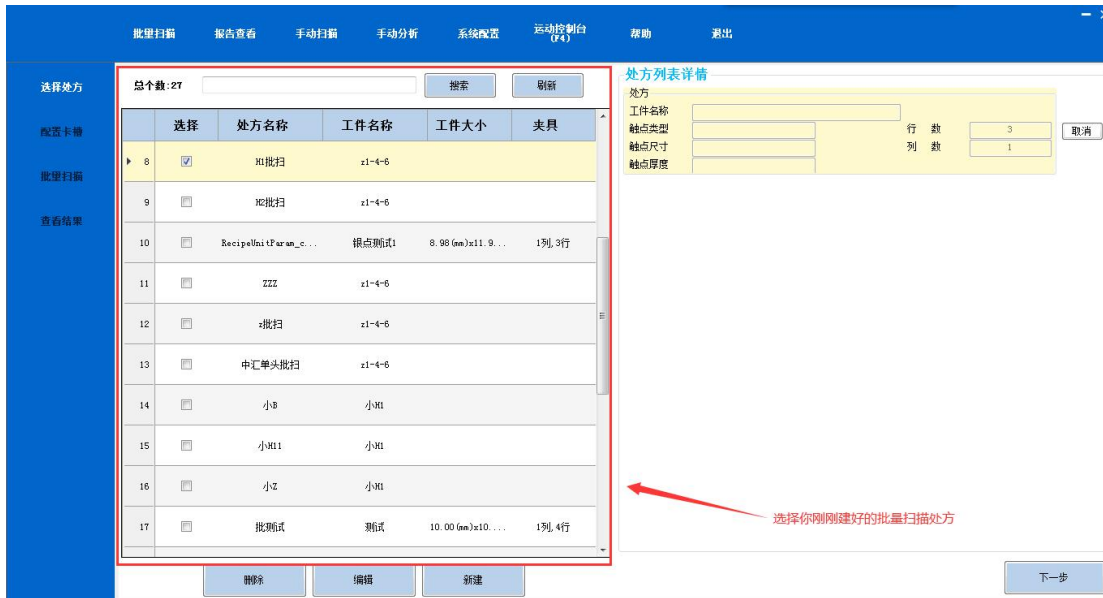 批量扫描 报告查看 手动扫描 手动分析 系统配置 运动控制台(F4) 帮助 退出
选择处方
配置卡槽
批量扫描
查看结果
总个数:27 搜索 刷新
选择 处方名称 工件名称 工件大小 夹具
8 H1批扫 z1-4-6
9 H2批扫 z1-4-6
10 RecipeUnitParam_c... 银点测试1 8.98(mm)x11.9... 1列,3行
11 ZZZ z1-4-6
12 z批扫 z1-4-6
13 中汇单头批扫 z1-4-6
14 小B 小H1
15 小H11 小H1
16 小Z 小H1
17 批测试 测试 10.00(mm)x10.... 1列,4行
删除 编辑 新建
处方列表详情
处方
工件名称
触点类型 行 数 3 取消
触点尺寸 列 数 1
触点厚度
选择你刚刚建好的批量扫描处方
下一步